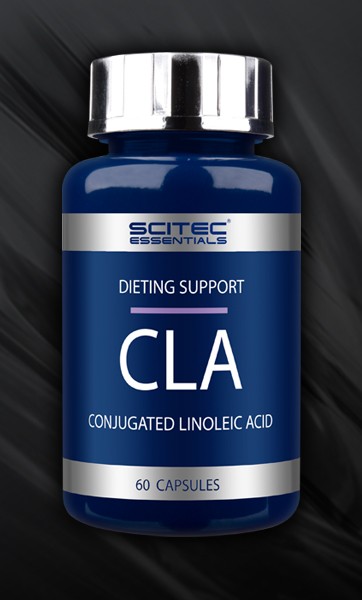 SCITEC®
ESSENTIALS
DIETING SUPPORT
CLA
CONJUGATED LINOLEIC ACID
60 CAPSULES